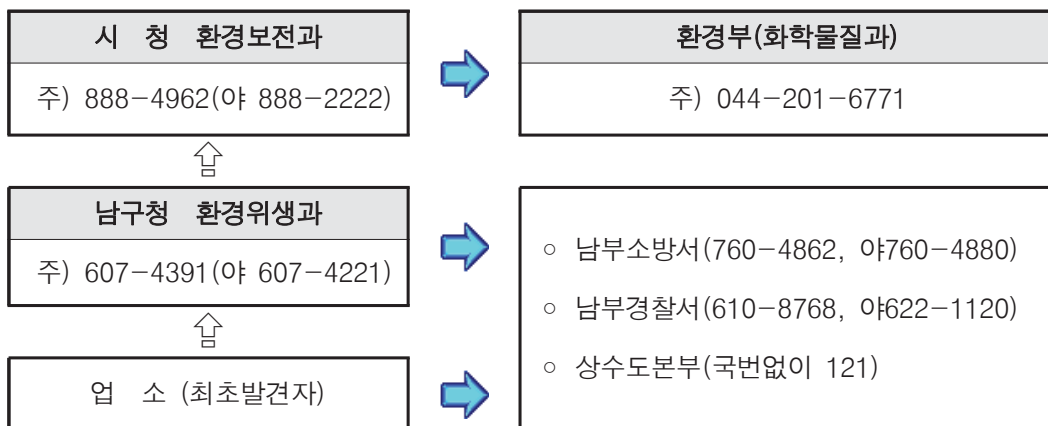 시 청 환경보전과
주) 888-4962(야 888-2222)
환경부(화학물질과)
주) 044-201-6771
남구청 환경위생과
주) 607-4391(야 607-4221)
○ 남부소방서(760-4862, 야760-4880)
○ 남부경찰서(610-8768, 야622-1120)
○ 상수도본부(국번없이 121)
업 소 (최초발견자)